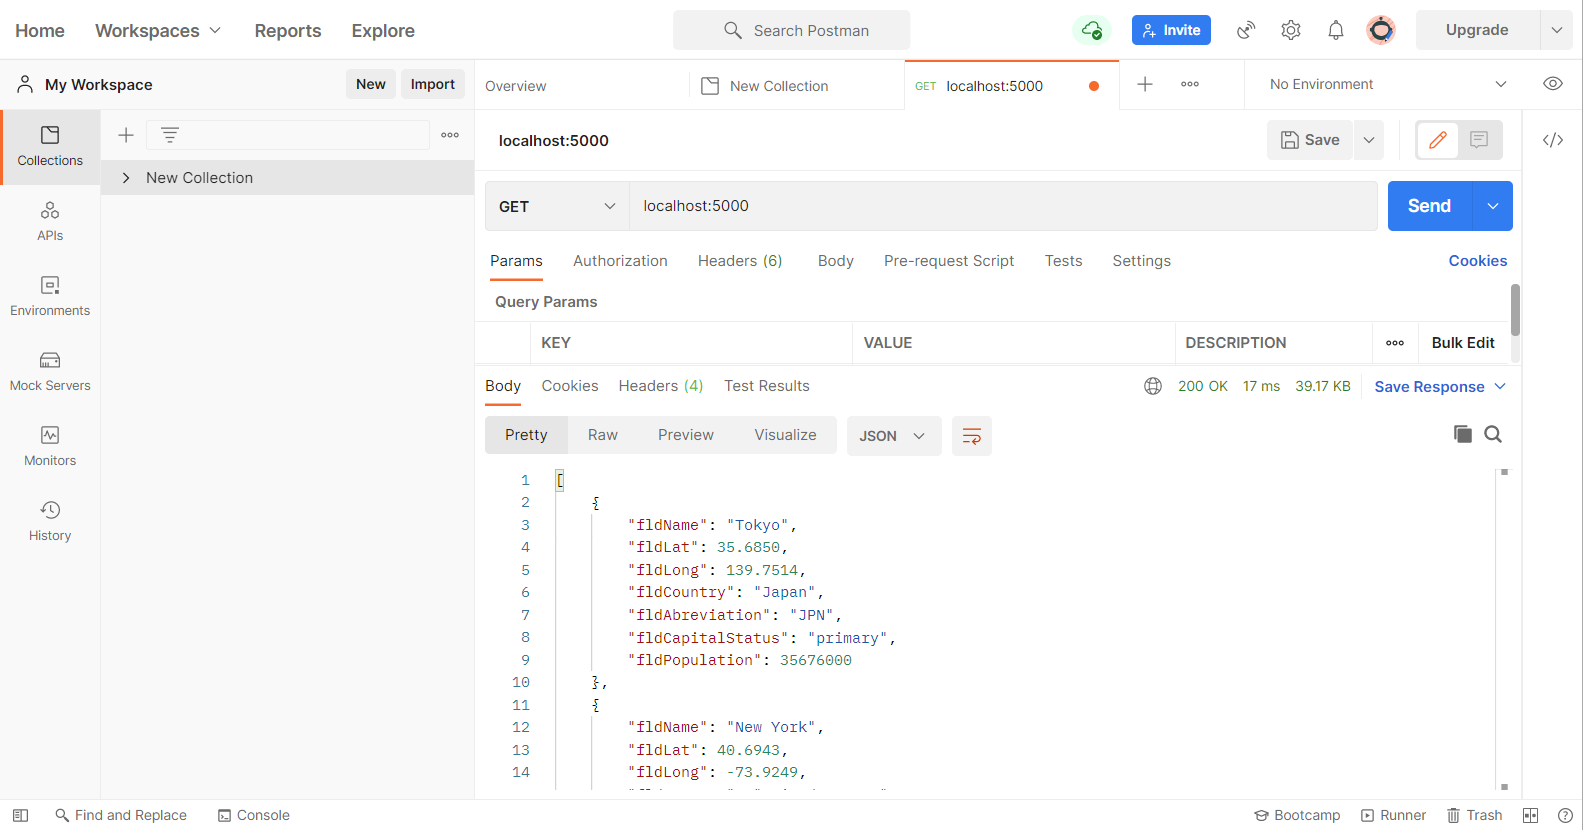 Home Workspaces Reports Explore Search Postman Invite Upgrade
My Workspace New Import Overview New Collection GET localhost:5000 No Environment
Collections
New Collection
APIs
Environments
Mock Servers
Monitors
History
localhost:5000 Save
GET localhost:5000 Send
Params Authorization Headers (6) Body Pre-request Script Tests Settings Cookies
Query Params
KEY VALUE DESCRIPTION Bulk Edit
Body Cookies Headers (4) Test Results 200 OK 17 ms 39.17 KB Save Response
Pretty Raw Preview Visualize JSON
1 [
2 {
3 "fldName": "Tokyo",
4 "fldLat": 35.6850,
5 "fldLong": 139.7514,
6 "fldCountry": "Japan",
7 "fldAbreviation": "JPN",
8 "fldCapitalStatus": "primary",
9 "fldPopulation": 35676000
10 },
11 {
12 "fldName": "New York",
13 "fldLat": 40.6943,
14 "fldLong": -73.9249,
Find and Replace Console Bootcamp Runner Trash